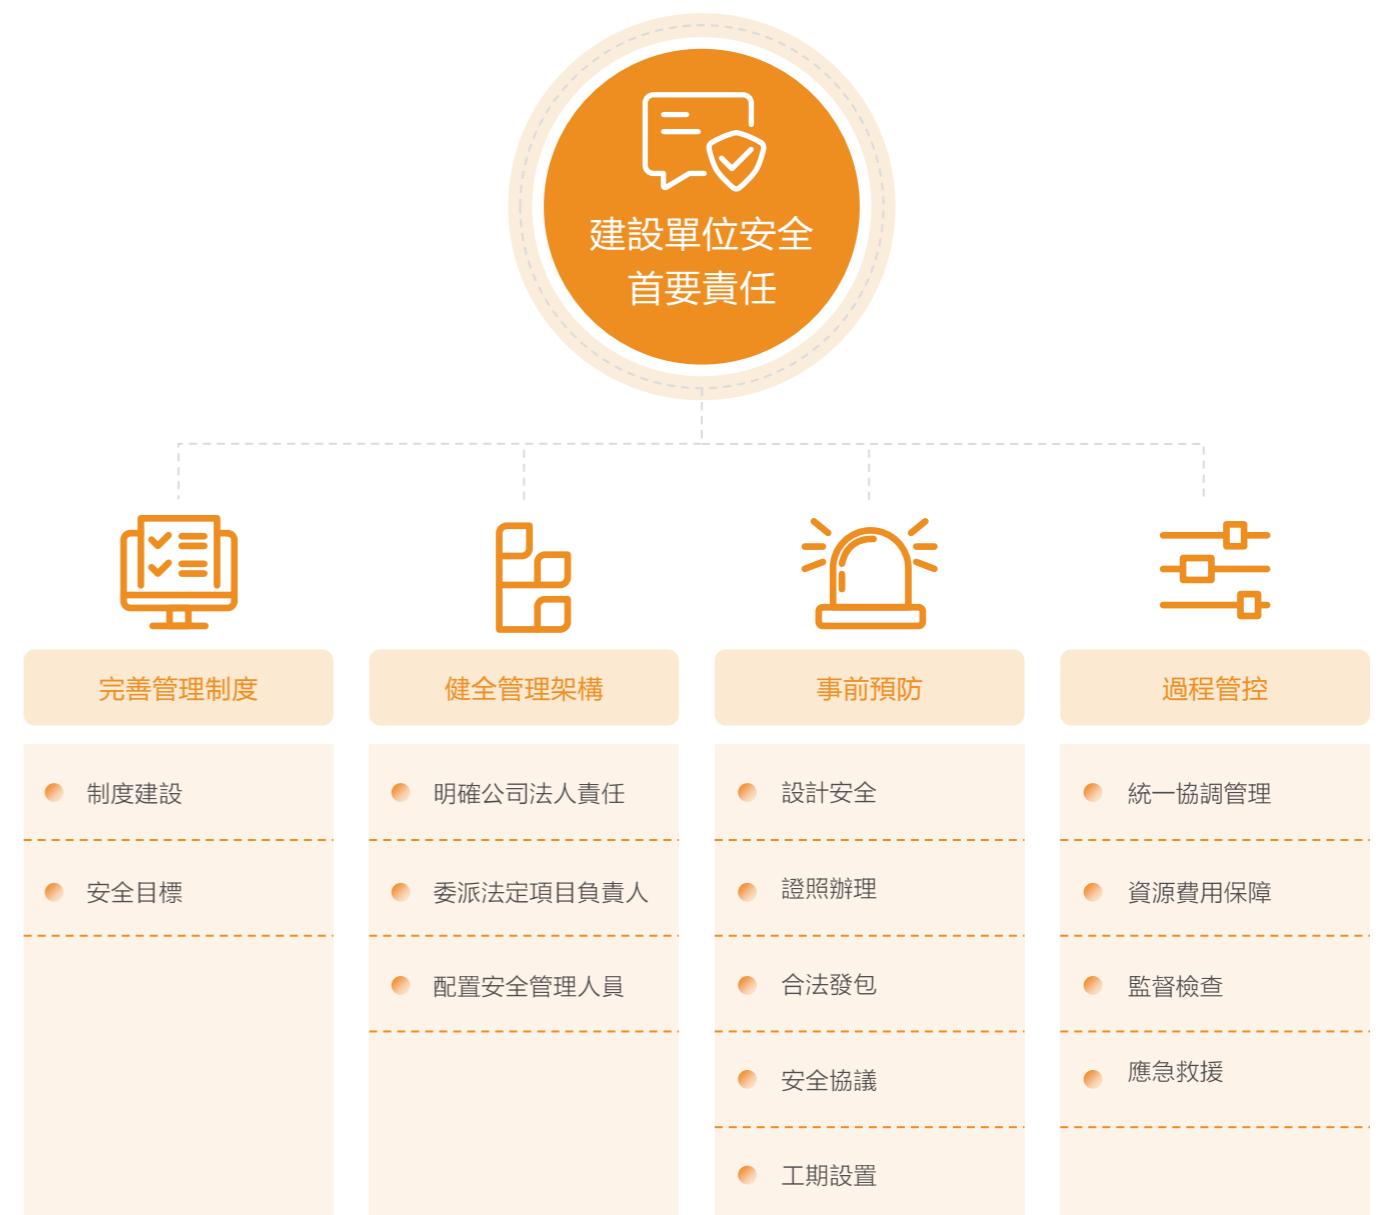 建設單位安全
首要責任
完善管理制度
制度建設
安全目標
健全管理架構
明確公司法人責任
委派法定項目負責人
配置安全管理人員
事前預防
設計安全
證照辦理
合法發包
安全協議
工期設置
過程管控
統一協調管理
資源費用保障
監督檢查
應急救援